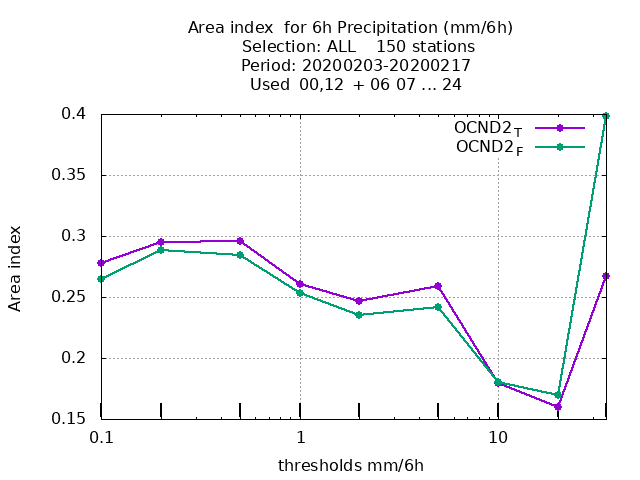 Area index  for 6h Precipitation (mm/6h)
Selection: ALL    150 stations
Period: 20200203-20200217
Used  00,12  + 06 07 ... 24
OCND2T
OCND2F
0.4
0.35
0.3
0.25
0.2
0.15
Area index
0.1
1
10
thresholds mm/6h